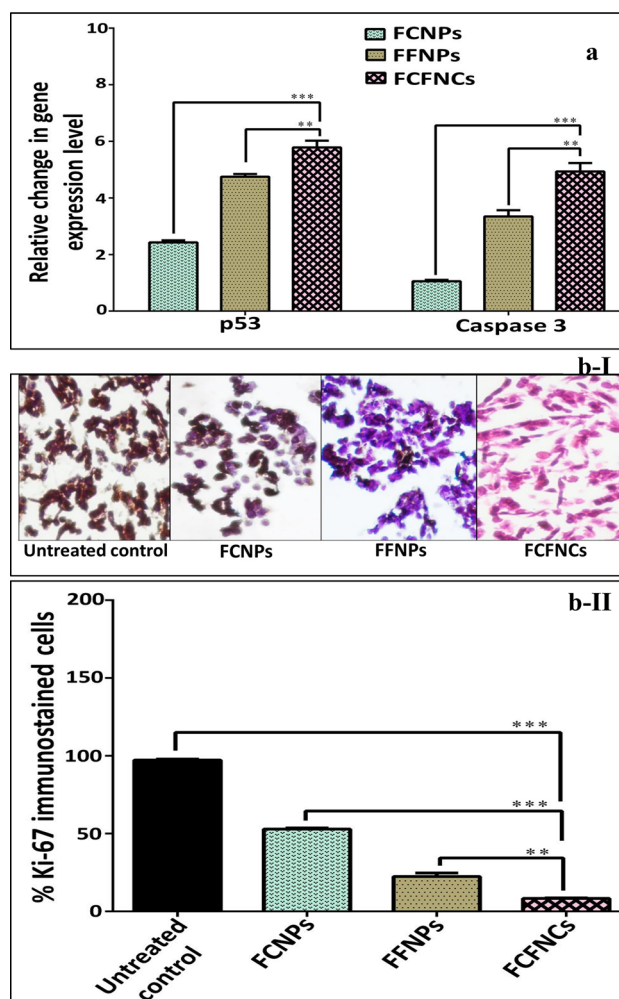 a
FCNPs
FFNPs
FCFNCs
Relative change in gene
expression level
10
8
6
4
2
0
***
**
***
**
p53
Caspase 3
b-I
Untreated control
FCNPs
FFNPs
FCFNCs
b-II
% Ki-67 immunostained cells
200
150
100
50
0
***
***
**
Untreated
control
FCNPs
FFNPs
FCFNCs